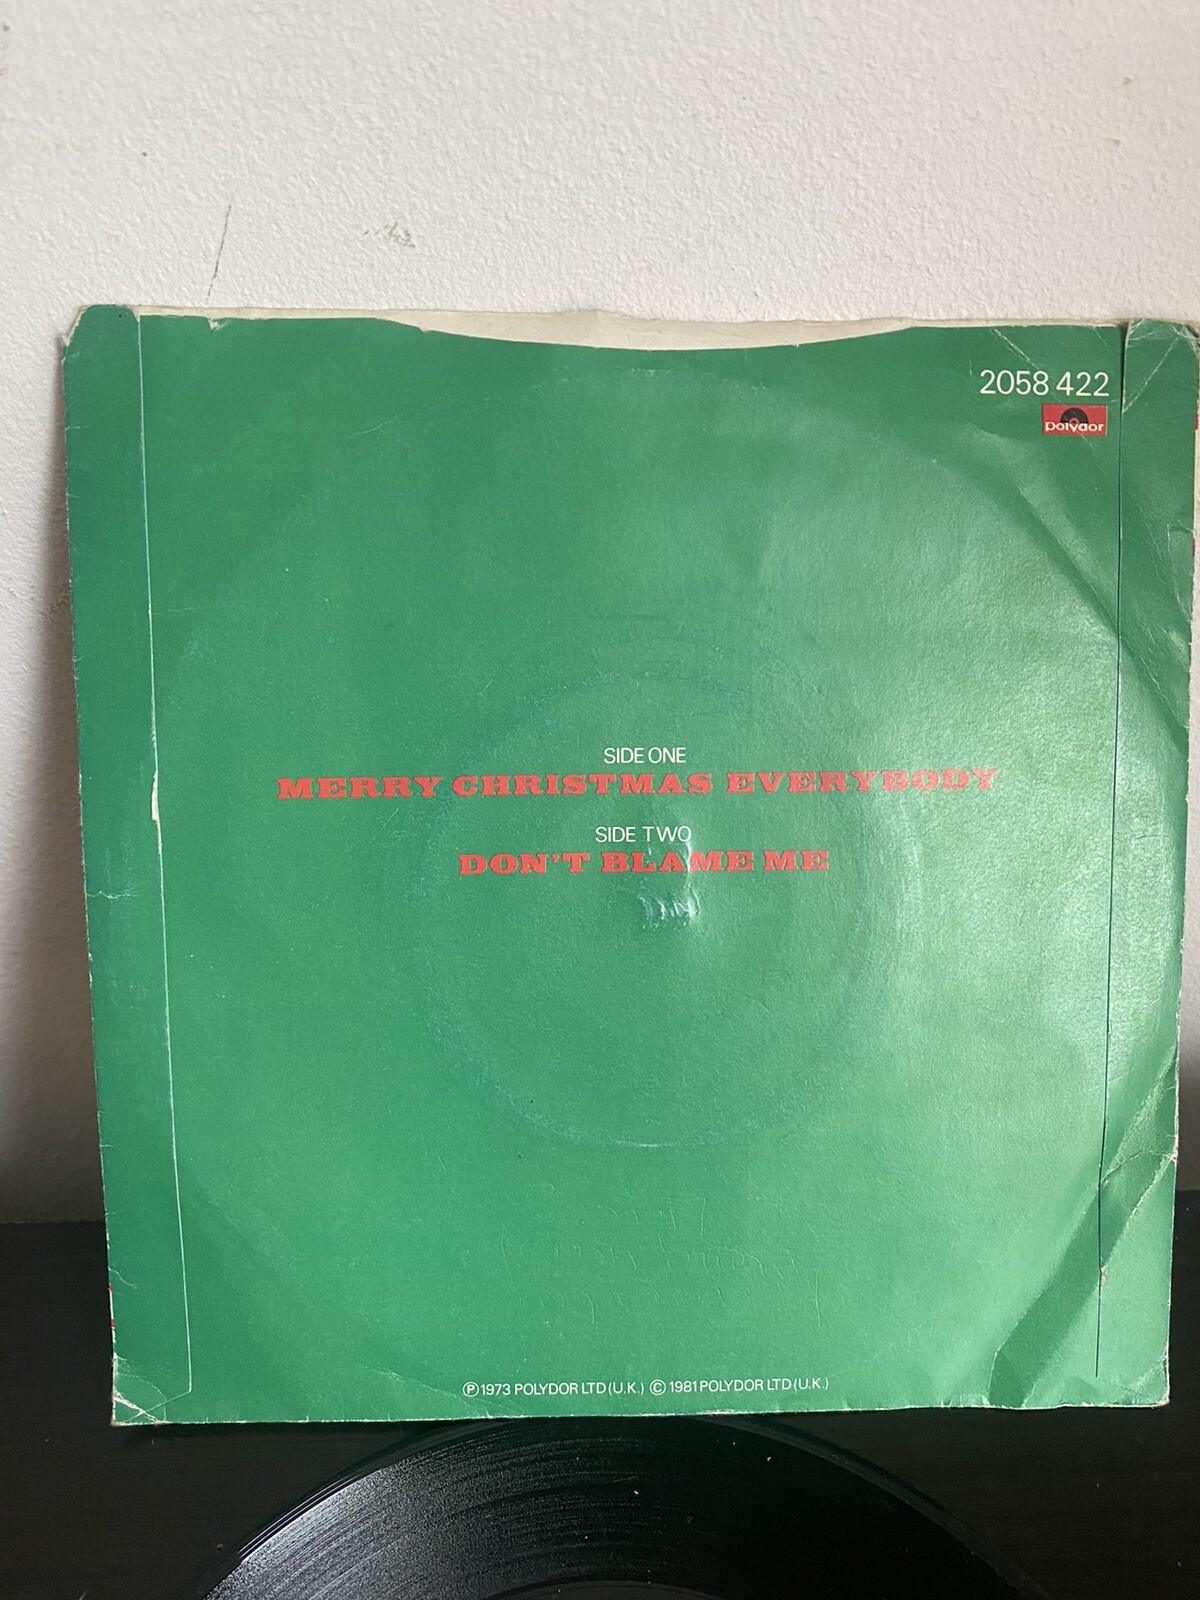 2058 422
polydor
SIDE ONE
MERRY CHRISTMAS EVERYBODY
SIDE TWO
DON'T BLAME ME
Ⓟ 1973 POLYDOR LTD (U.K.) © 1981 POLYDOR LTD (U.K.)